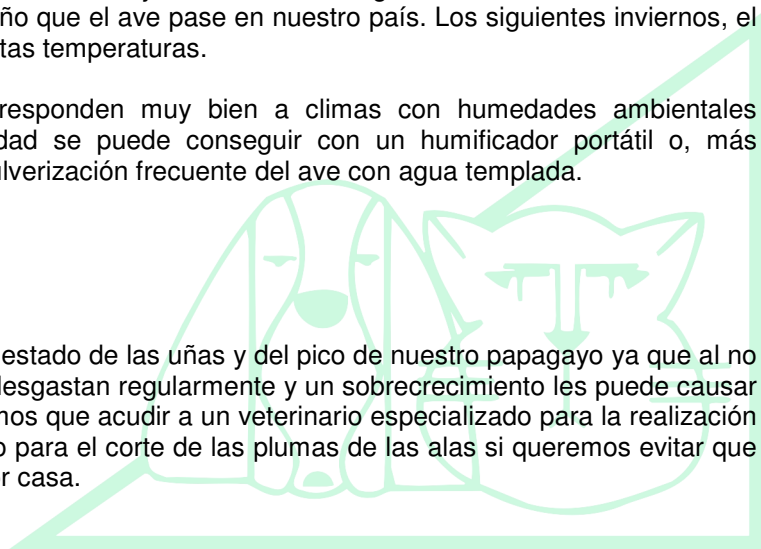 ño que el ave pase en nuestro país. Los siguientes inviernos, el
tas temperaturas.
responden muy bien a climas con humedades ambientales
dad se puede conseguir con un humificador portátil o, más
ulverización frecuente del ave con agua templada.
estado de las uñas y del pico de nuestro papagayo ya que al no
desgastan regularmente y un sobrecrecimiento les puede causar
mos que acudir a un veterinario especializado para la realización
o para el corte de las plumas de las alas si queremos evitar que
r casa.